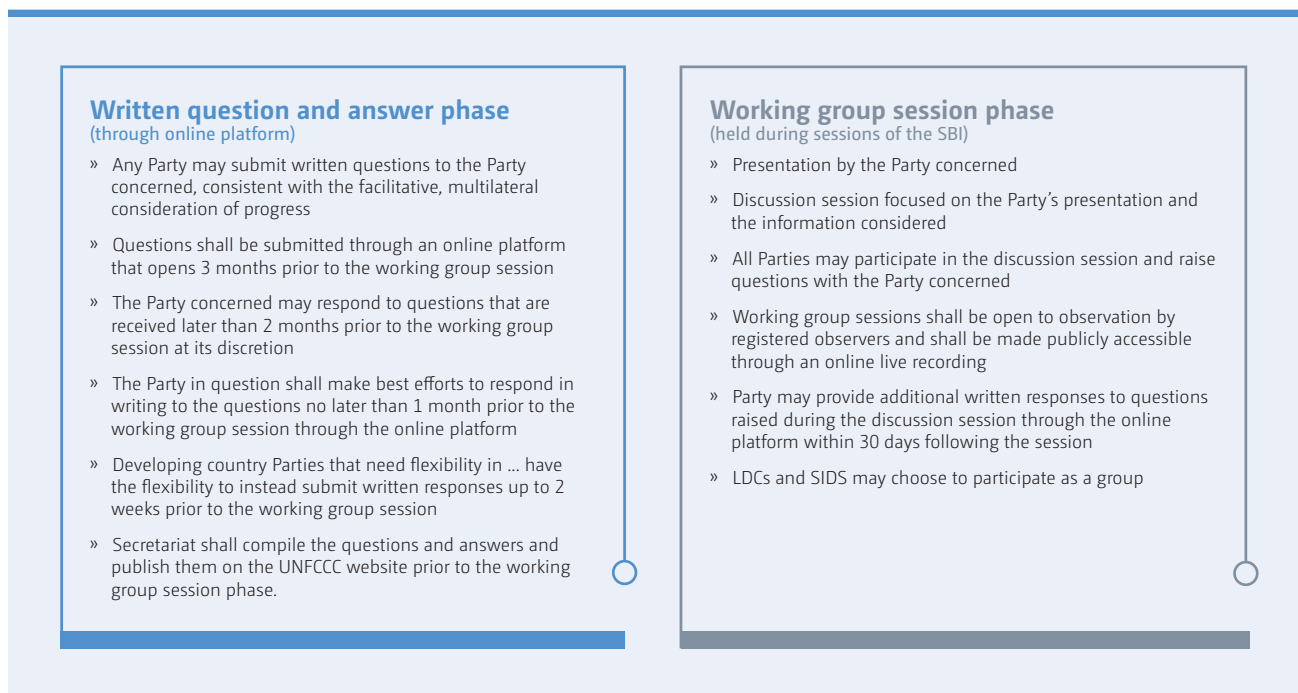 Written question and answer phase
(through online platform)
» Any Party may submit written questions to the Party
concerned, consistent with the facilitative, multilateral
consideration of progress
» Questions shall be submitted through an online platform
that opens 3 months prior to the working group session
» The Party concerned may respond to questions that are
received later than 2 months prior to the working group
session at its discretion
» The Party in question shall make best efforts to respond in
writing to the questions no later than 1 month prior to the
working group session through the online platform
» Developing country Parties that need flexibility in ... have
the flexibility to instead submit written responses up to 2
weeks prior to the working group session
» Secretariat shall compile the questions and answers and
publish them on the UNFCCC website prior to the working
group session phase.
Working group session phase
(held during sessions of the SBI)
» Presentation by the Party concerned
» Discussion session focused on the Party’s presentation and
the information considered
» All Parties may participate in the discussion session and raise
questions with the Party concerned
» Working group sessions shall be open to observation by
registered observers and shall be made publicly accessible
through an online live recording
» Party may provide additional written responses to questions
raised during the discussion session through the online
platform within 30 days following the session
» LDCs and SIDS may choose to participate as a group